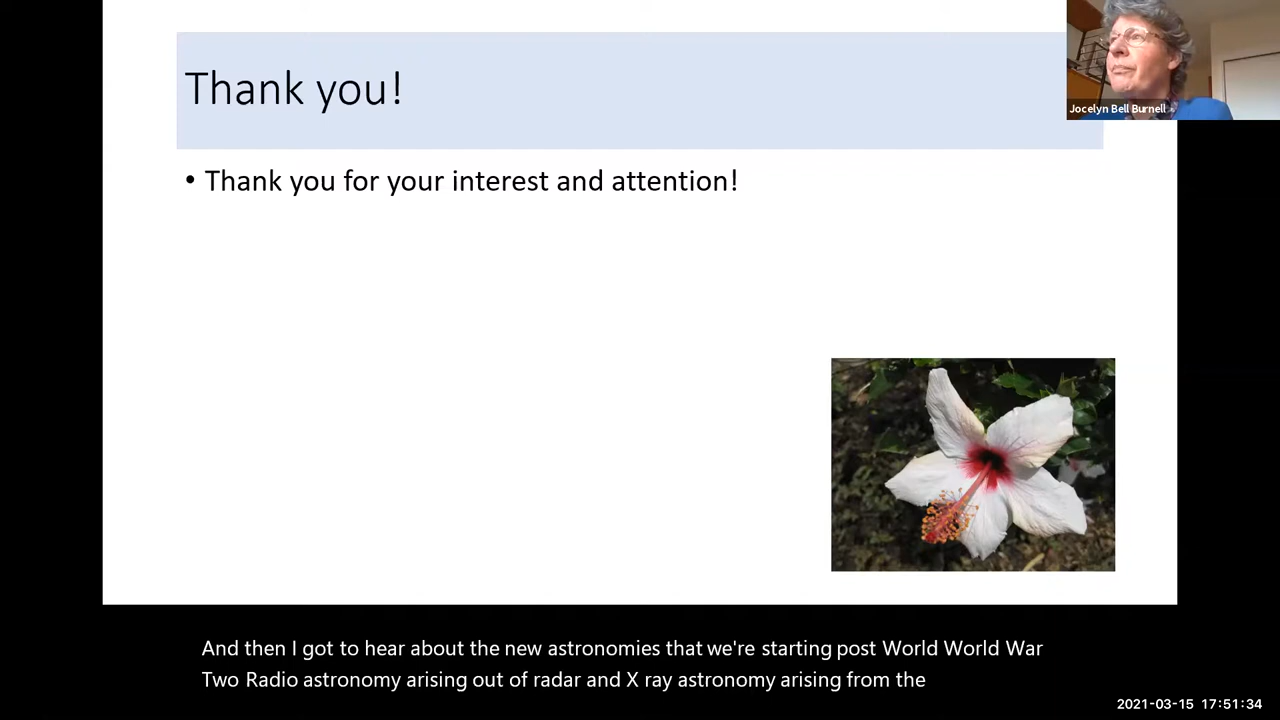 Thank you!
Jocelyn Bell Burnell
• Thank you for your interest and attention!
And then I got to hear about the new astronomies that we're starting post World World War
Two Radio astronomy arising out of radar and X ray astronomy arising from the
2021-03-15 17:51:34